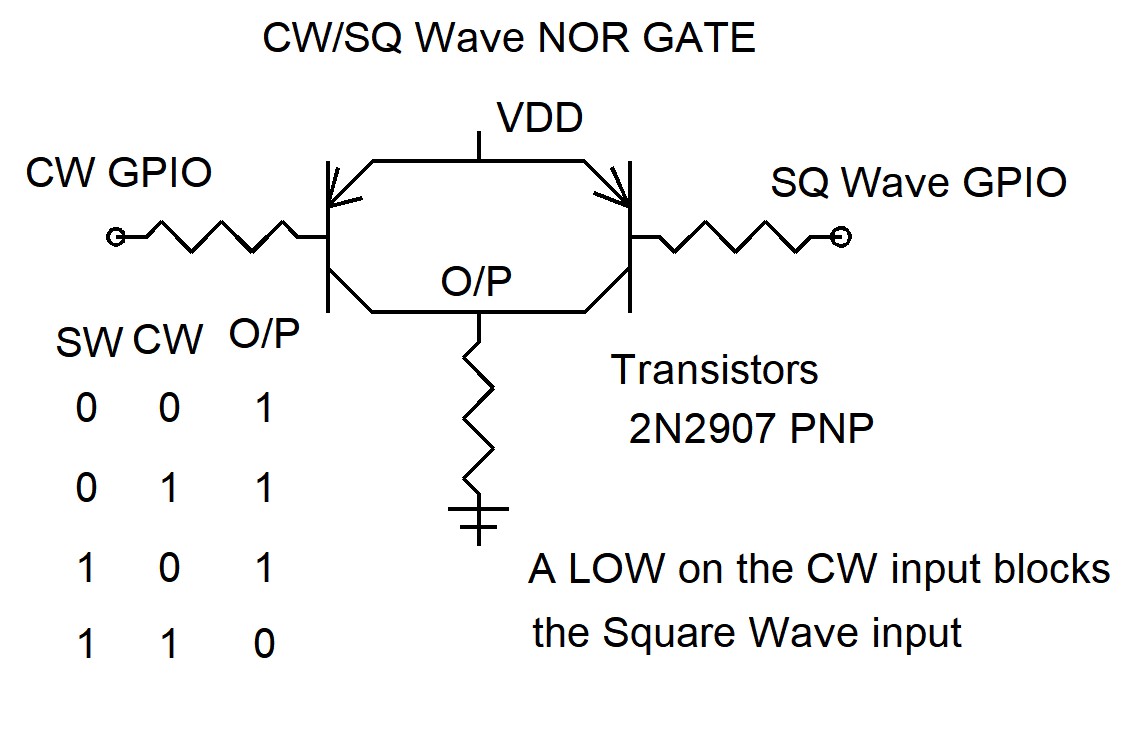 CW/SQ Wave NOR GATE
VDD
CW GPIO
SQ Wave GPIO
O/P
SW CW O/P
0 0 1
0 1 1
1 0 1
1 1 0
Transistors
2N2907 PNP
A LOW on the CW input blocks
the Square Wave input